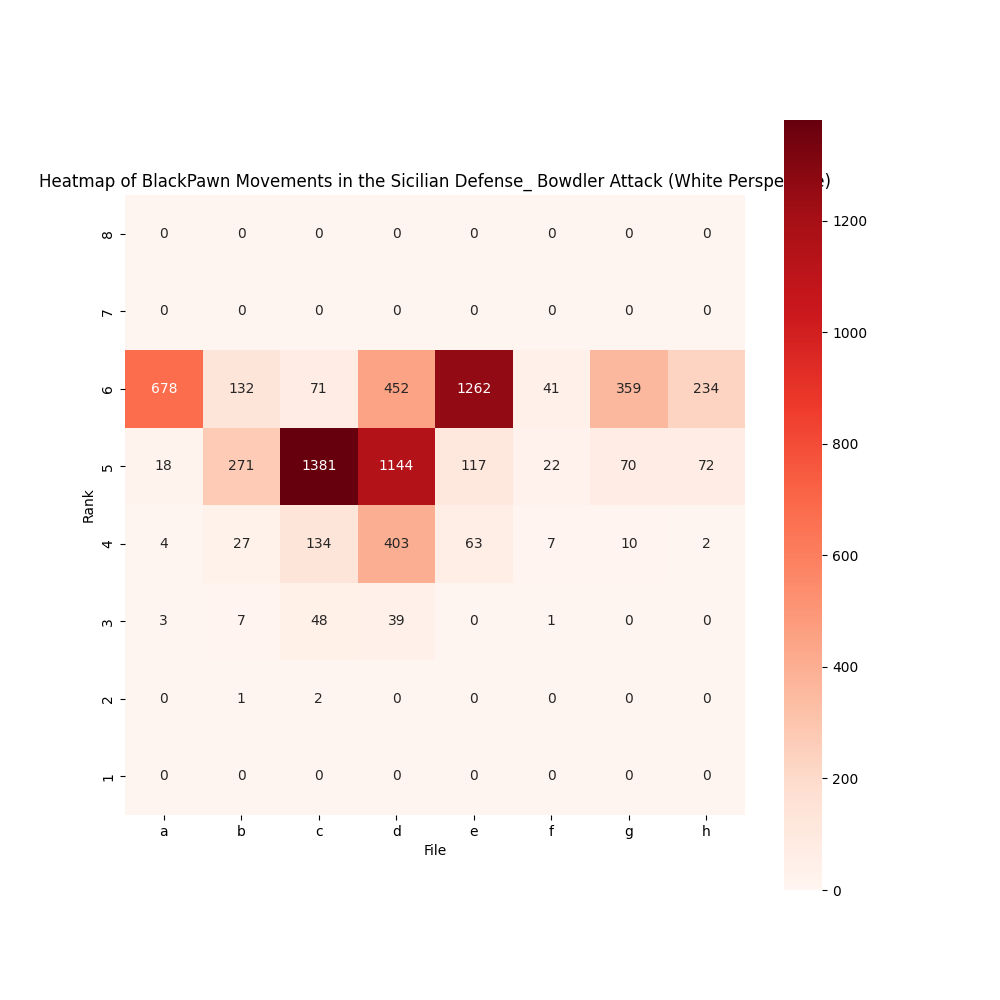 Heatmap of BlackPawn Movements in the Sicilian Defense_ Bowdler Attack (White Perspe e)
8 0 0 0 0 0 0 0 0
7 0 0 0 0 0 0 0 0
6 678 132 71 452 1262 41 359 234
5 18 271 1381 1144 117 22 70 72
4 4 27 134 403 63 7 10 2
3 3 7 48 39 0 1 0 0
2 0 1 2 0 0 0 0 0
1 0 0 0 0 0 0 0 0
Rank
a b c d e f g h
File
1200
1000
800
600
400
200
0